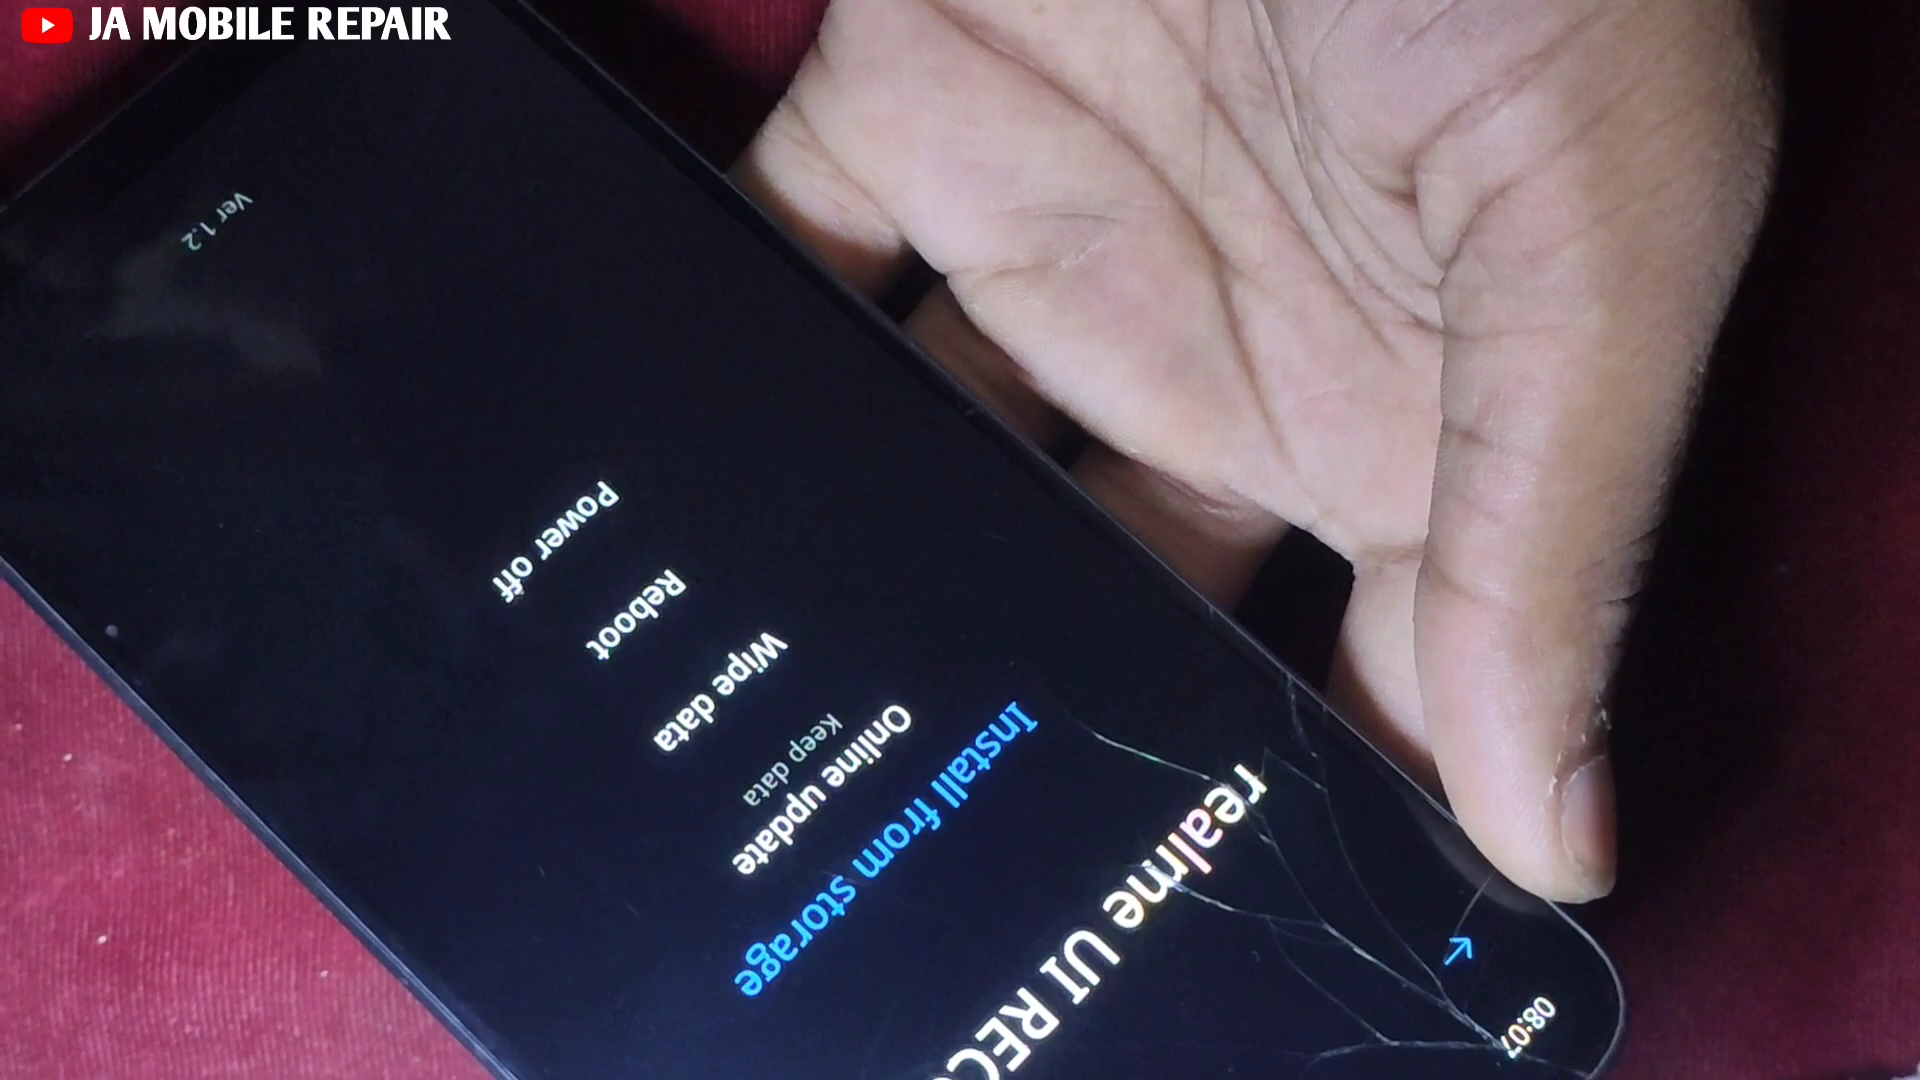 JA MOBILE REPAIR
08:07
realme UI RECO
Install from storage
Online update
Keep data
Wipe data
Reboot
Power off
Ver 1.2